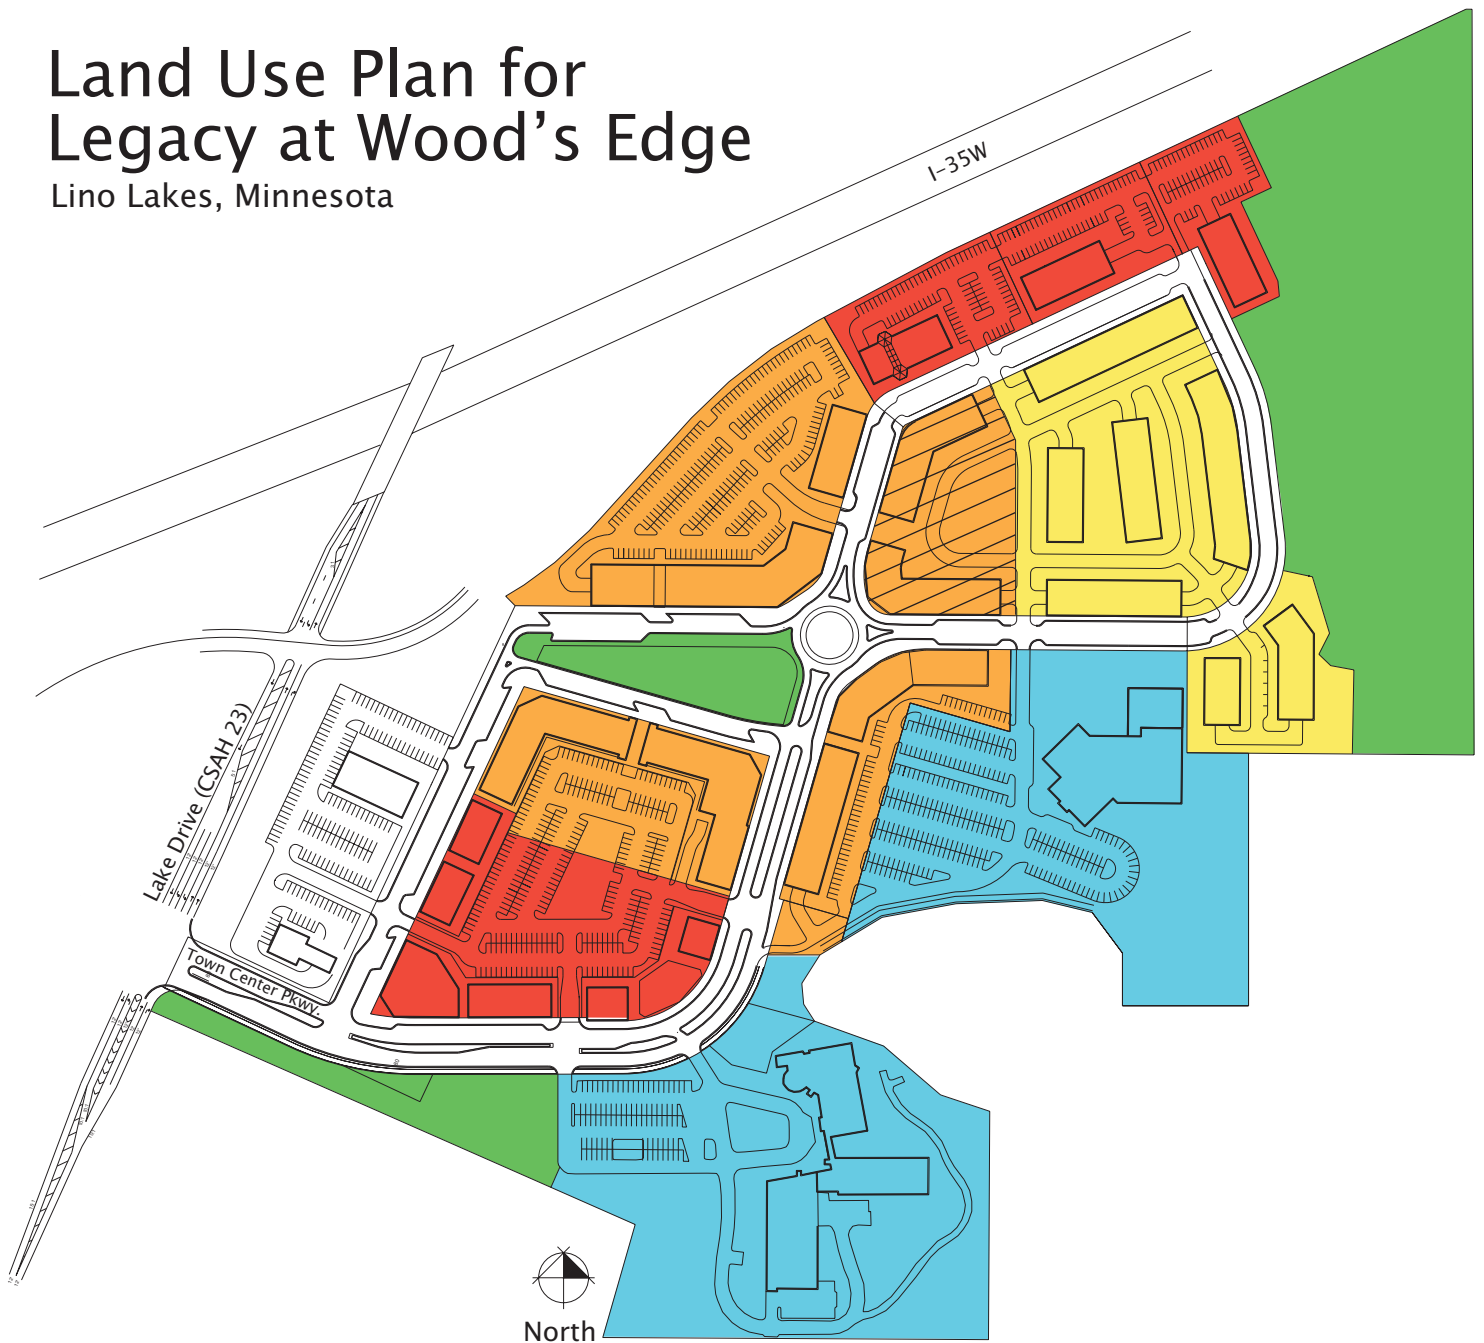 Land Use Plan for
Legacy at Wood’s Edge
Lino Lakes, Minnesota
I-35W
Lake Drive (CSAH 23)
Town Center Pkwy.
North